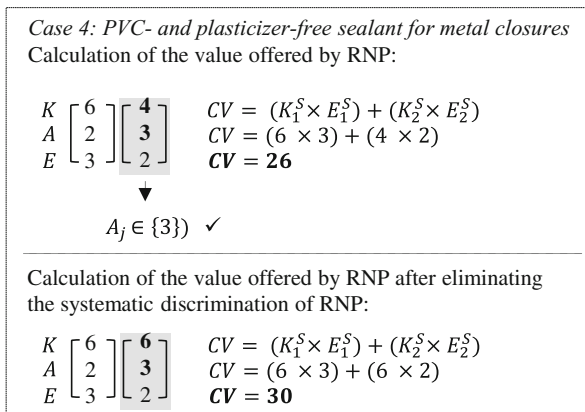 Case 4: PVC- and plasticizer-free sealant for metal closures
Calculation of the value offered by RNP:
K [ 6 ] [ 4 ] CV = (K₁ˢ × E₁ˢ) + (K₂ˢ × E₂ˢ)
A [ 2 ] [ 3 ] CV = (6 × 3) + (4 × 2)
E [ 3 ] [ 2 ] CV = 26
Aⱼ ∈ {3}) ✓
Calculation of the value offered by RNP after eliminating
the systematic discrimination of RNP:
K [ 6 ] [ 6 ] CV = (K₁ˢ × E₁ˢ) + (K₂ˢ × E₂ˢ)
A [ 2 ] [ 3 ] CV = (6 × 3) + (6 × 2)
E [ 3 ] [ 2 ] CV = 30